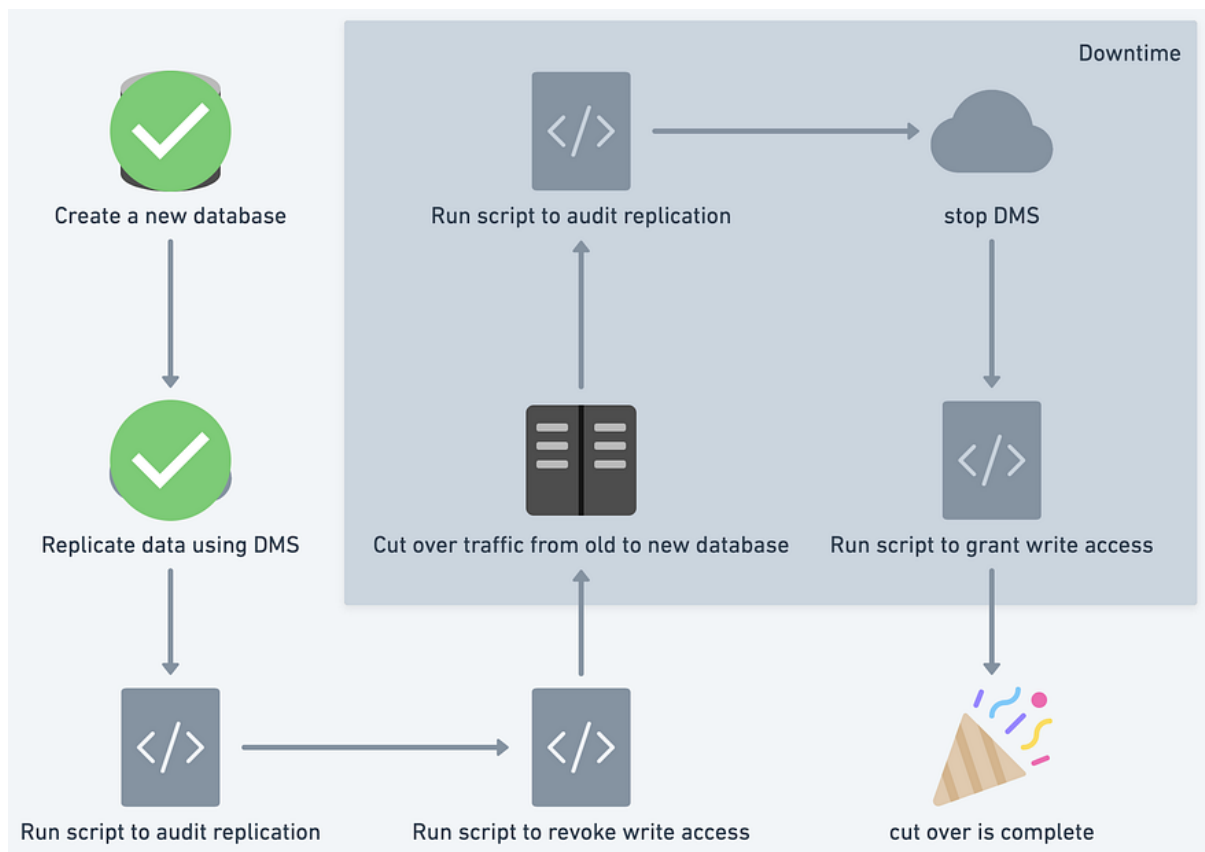 Downtime
Create a new database
Run script to audit replication
stop DMS
Replicate data using DMS
Cut over traffic from old to new database
Run script to grant write access
Run script to audit replication
Run script to revoke write access
cut over is complete